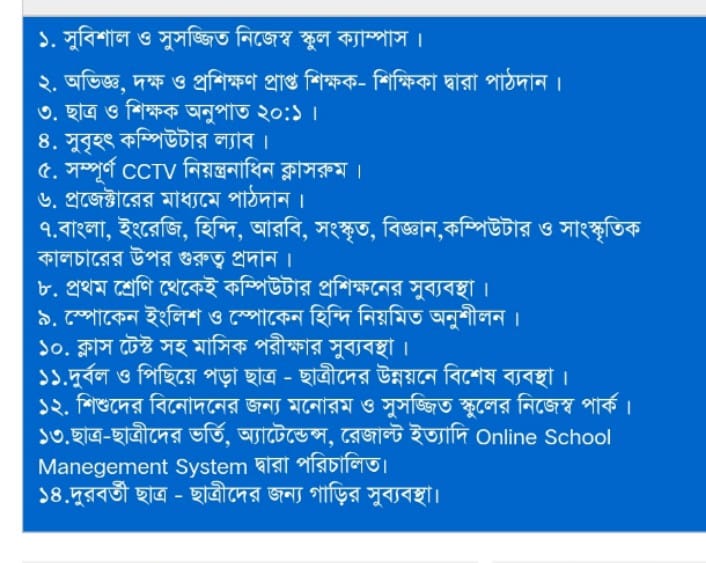 ১. সুবিশাল ও সুসজ্জিত নিজেস্ব স্কুল ক্যাম্পাস ।
২. অভিজ্ঞ, দক্ষ ও প্রশিক্ষণ প্রাপ্ত শিক্ষক- শিক্ষিকা দ্বারা পাঠদান ।
৩. ছাত্র ও শিক্ষক অনুপাত ২০:১ ।
৪. সুবৃহৎ কম্পিউটার ল্যাব ।
৫. সম্পূর্ণ CCTV নিয়ন্ত্রনাধিন ক্লাসরুম ।
৬. প্রজেক্টারের মাধ্যমে পাঠদান ।
৭.বাংলা, ইংরেজি, হিন্দি, আরবি, সংস্কৃত, বিজ্ঞান,কম্পিউটার ও সাংস্কৃতিক
কালচারের উপর গুরুত্ব প্রদান ।
৮. প্রথম শ্রেণি থেকেই কম্পিউটার প্রশিক্ষনের সুব্যবস্থা ।
৯. স্পোকেন ইংলিশ ও স্পোকেন হিন্দি নিয়মিত অনুশীলন ।
১০. ক্লাস টেস্ট সহ মাসিক পরীক্ষার সুব্যবস্থা ।
১১.দুর্বল ও পিছিয়ে পড়া ছাত্র - ছাত্রীদের উন্নয়নে বিশেষ ব্যবস্থা ।
১২. শিশুদের বিনোদনের জন্য মনোরম ও সুসজ্জিত স্কুলের নিজেস্ব পার্ক ।
১৩.ছাত্র-ছাত্রীদের ভর্তি, অ্যাটেন্ডেন্স, রেজাল্ট ইত্যাদি Online School
Manegement System দ্বারা পরিচালিত।
১৪.দুরবর্তী ছাত্র - ছাত্রীদের জন্য গাড়ির সুব্যবস্থা।